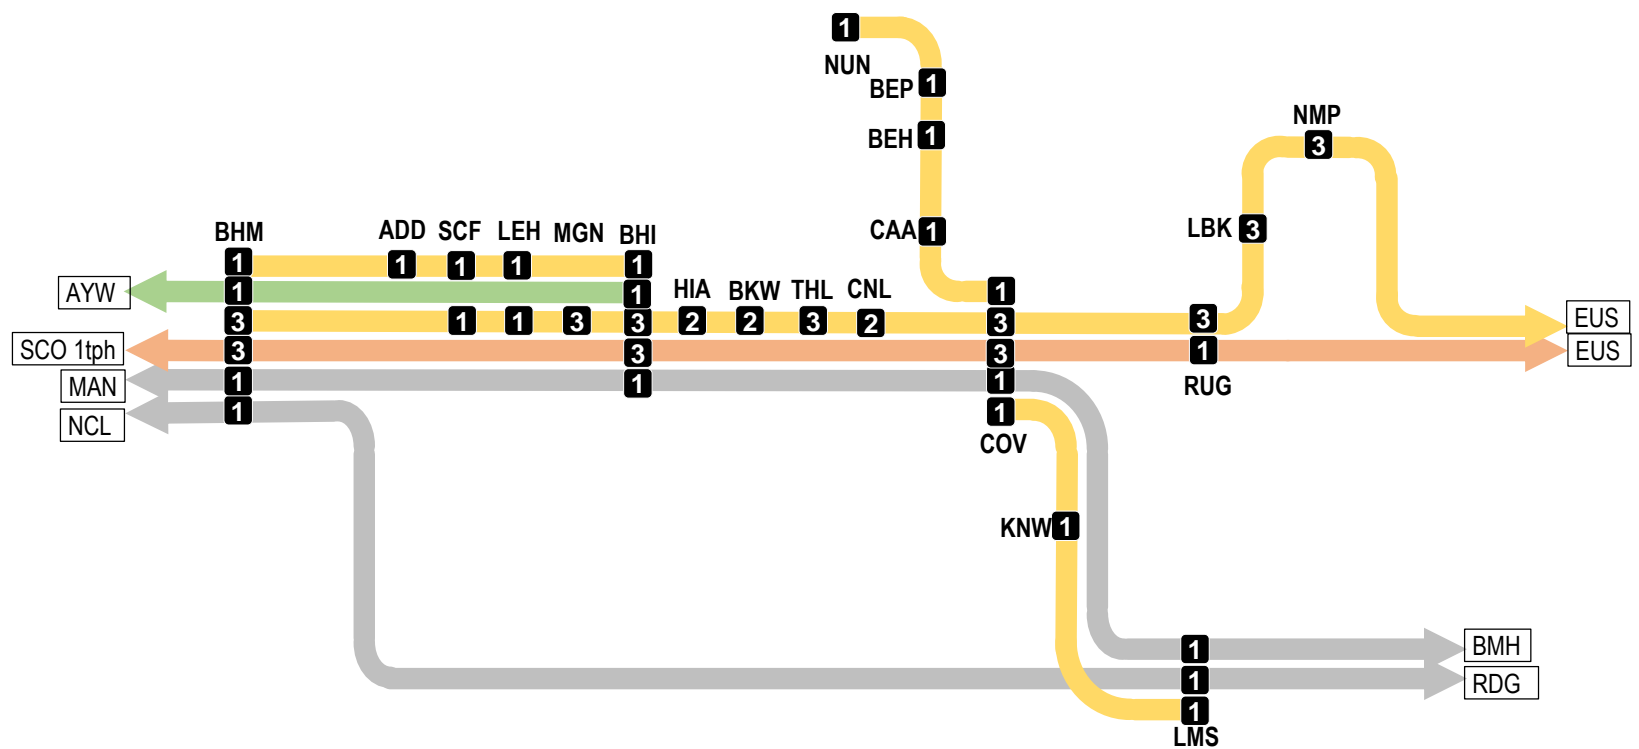 1
NUN
BEP 1
BEH 1
NMP
3
CAA 1
LBK 3
BHM ADD SCF LEH MGN BHI
1 1 1 1 1
AYW 1 1 1
HIA BKW THL CNL
3 1 1 3 3 2 2 3 2 3 3 EUS
SCO 1tph 3 3 3 1 EUS
RUG
MAN 1 1 1
NCL 1 1
COV
KNW 1
1 BMH
1 RDG
1
LMS